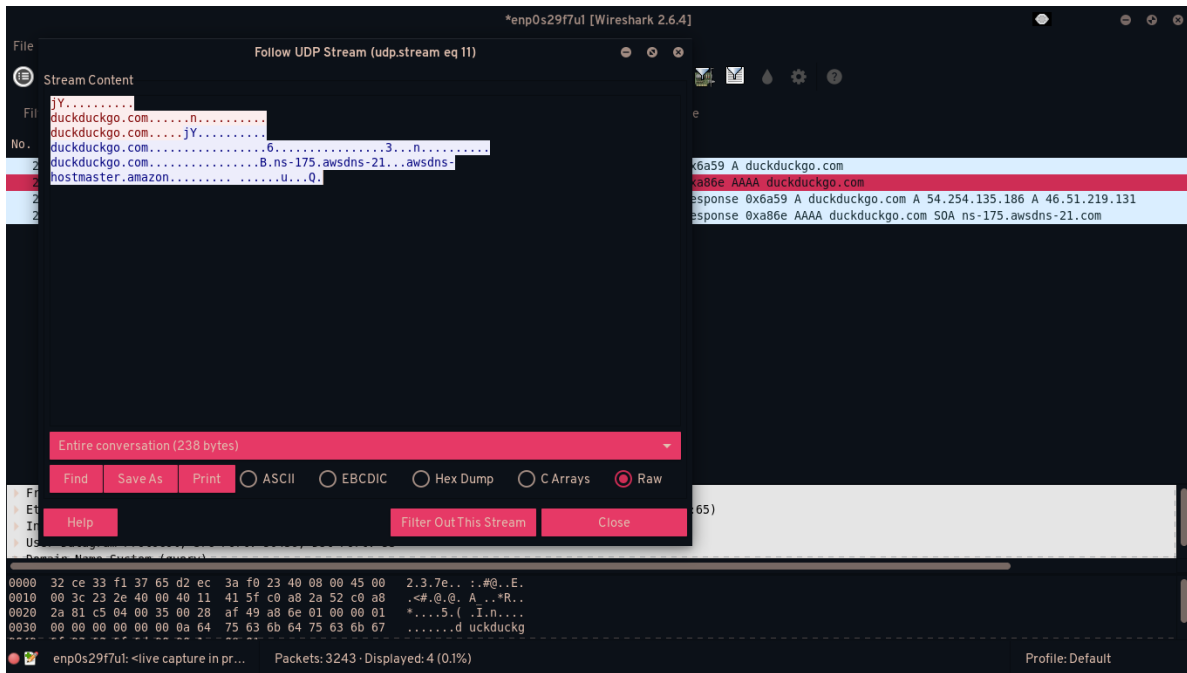 *enp0s29f7u1 [Wireshark 2.6.4]
File
Follow UDP Stream (udp.stream eq 11)
Stream Content
jY..........
duckduckgo.com......n..........
duckduckgo.com.....jY..........
duckduckgo.com................6...............3...n..........
duckduckgo.com................B.ns-175.awsdns-21...awsdns-
hostmaster.amazon......... ......u...Q.
No.
A duckduckgo.com
AAAA duckduckgo.com
0x6a59 A duckduckgo.com A 54.254.135.186 A 46.51.219.131
0xa86e AAAA duckduckgo.com SOA ns-175.awsdns-21.com
Entire conversation (238 bytes)
Find Save As Print ASCII EBCDIC Hex Dump C Arrays Raw
Help Filter Out This Stream Close
:65)
0000 32 ce 33 f1 37 65 d2 ec 3a f0 23 40 08 00 45 00 2.3.7e.. :.#@..E.
0010 00 3c 23 2e 40 00 40 11 41 5f c0 a8 2a 52 c0 a8 .<#.@.@. A_..*R..
0020 2a 81 c5 04 00 35 00 28 af 49 a8 6e 01 00 00 01 *....5.( .I.n....
0030 00 00 00 00 00 00 0a 64 75 63 6b 64 75 63 6b 67 .......d uckduckg
enp0s29f7u1: <live capture in pr... Packets: 3243 · Displayed: 4 (0.1%) Profile: Default